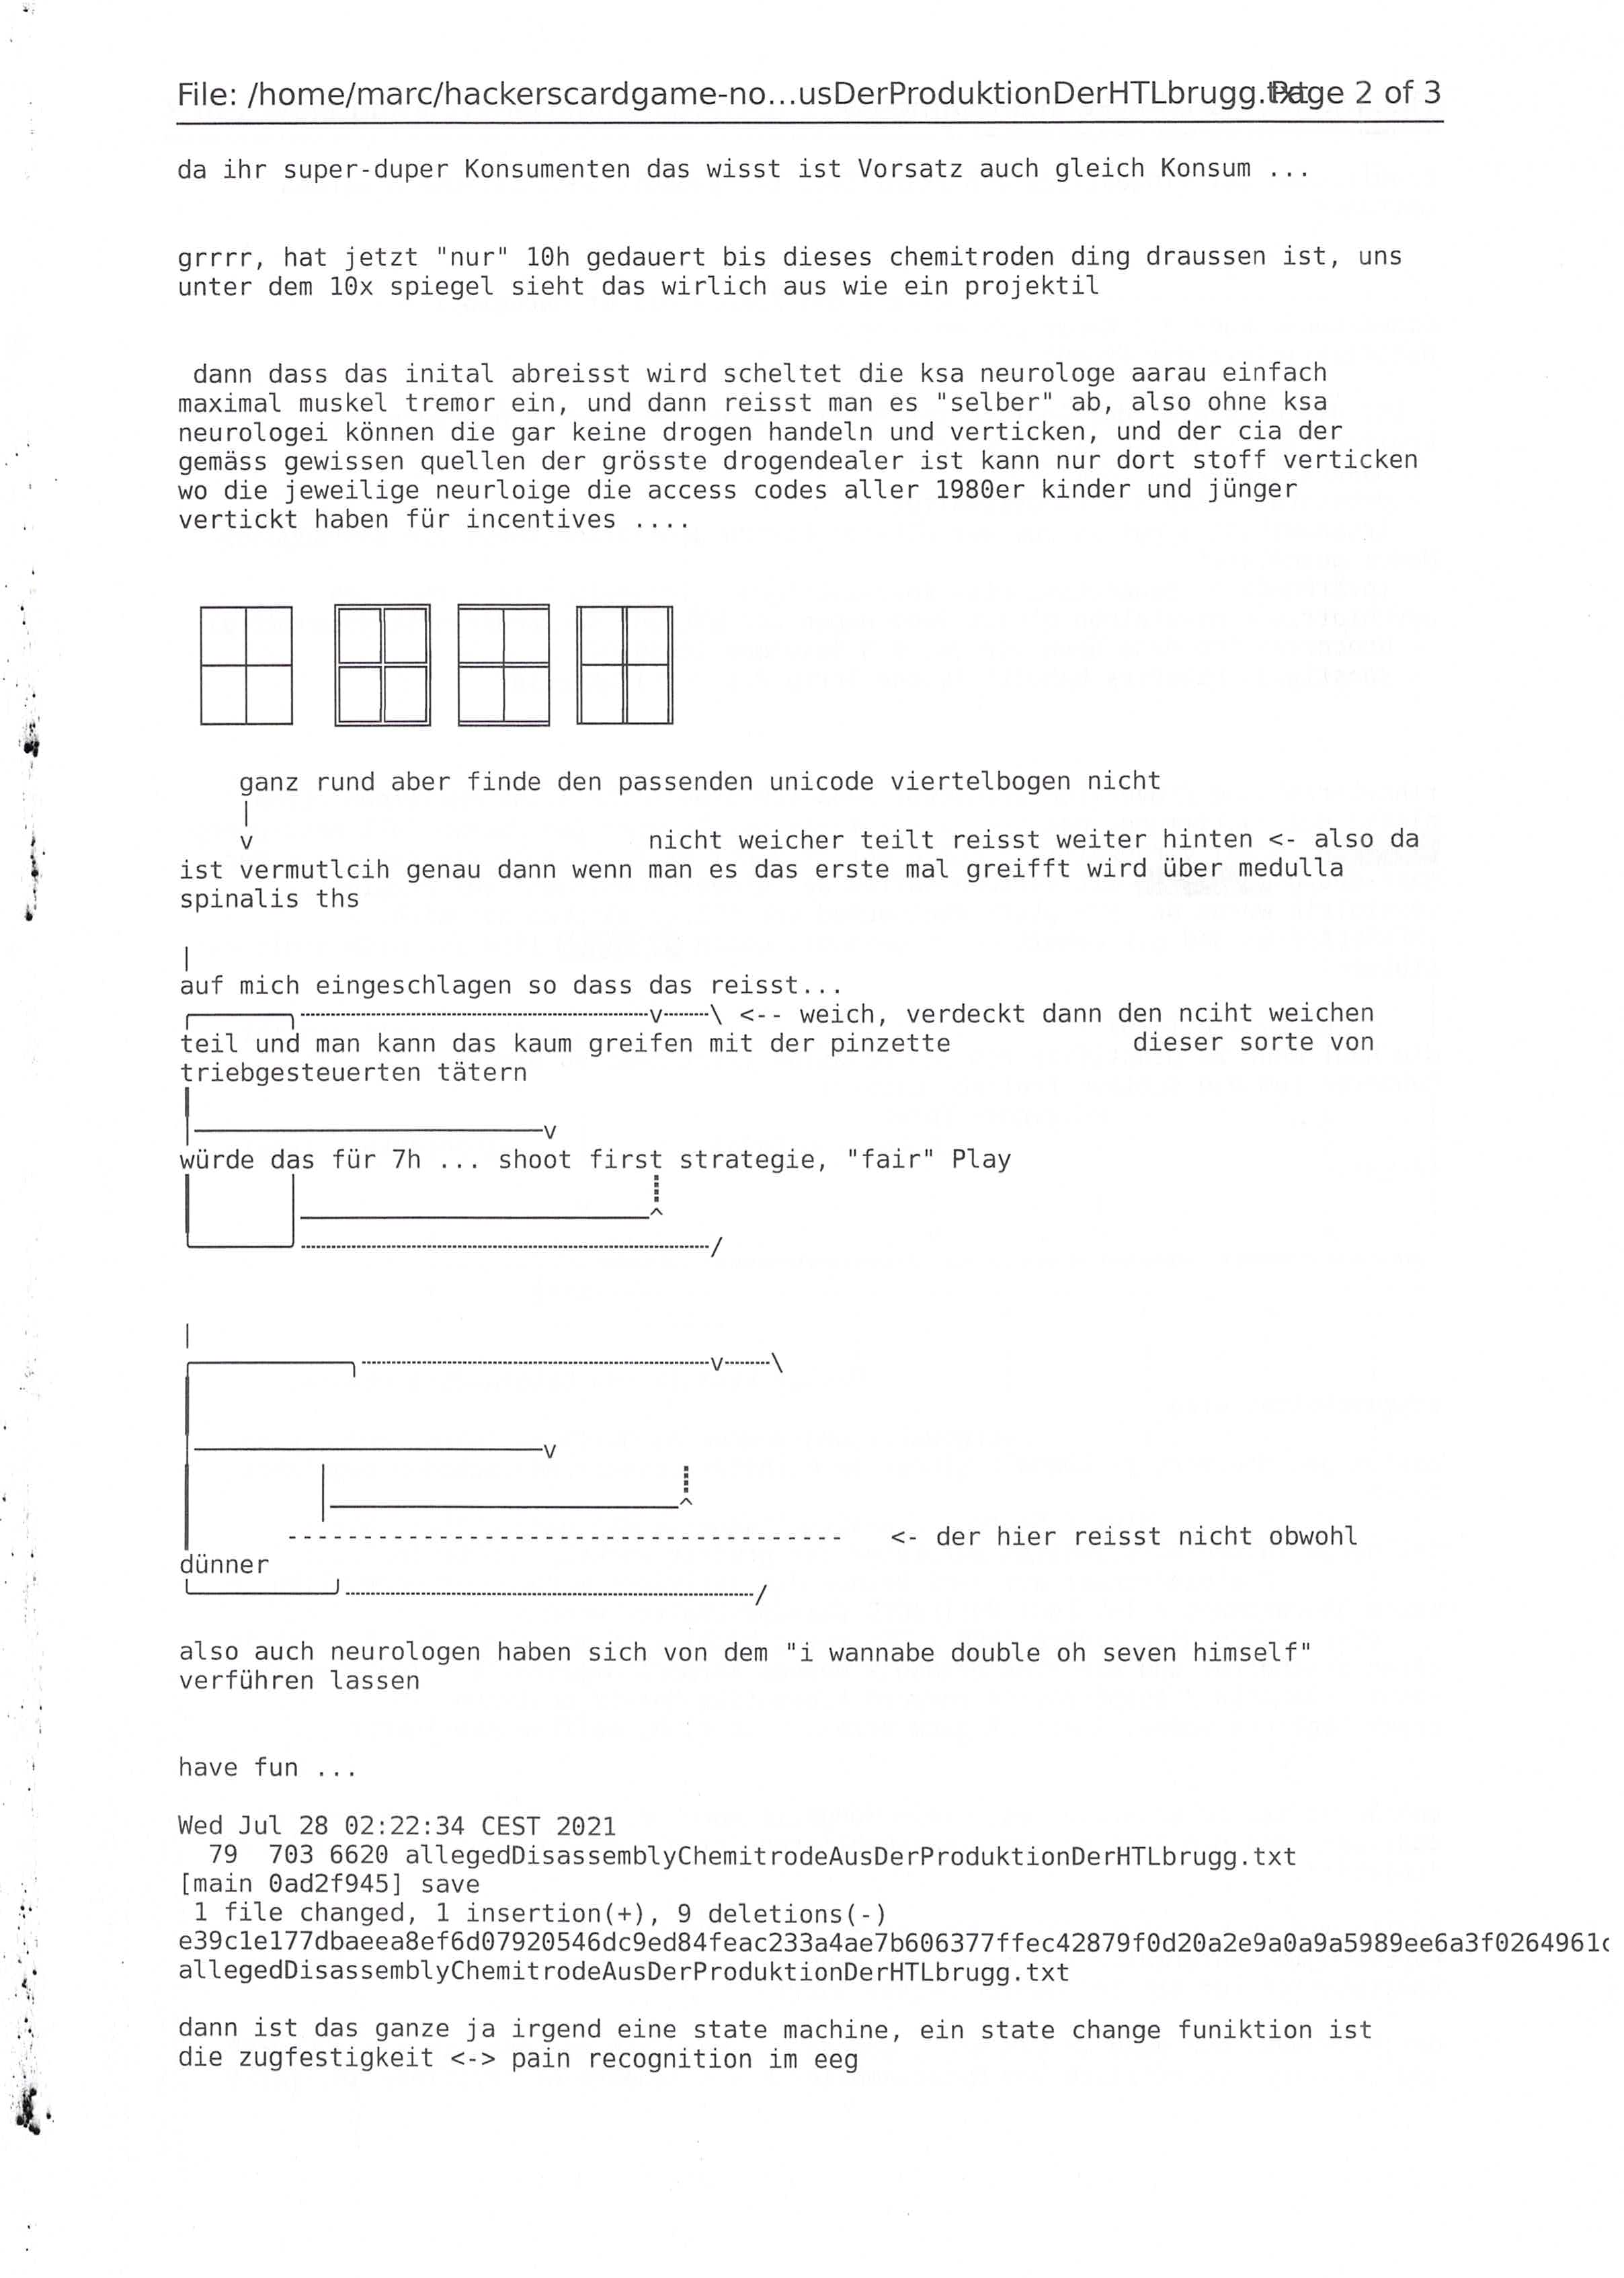 File: /home/marc/hackerscardgame-no...usDerProduktionDerHTLbrugg.txt Page 2 of 3
da ihr super-duper Konsumenten das wisst ist Vorsatz auch gleich Konsum ...
grrrr, hat jetzt "nur" 10h gedauert bis dieses chemitroden ding draussen ist, uns
unter dem 10x spiegel sieht das wirlich aus wie ein projektil
dann dass das inital abreisst wird scheltet die ksa neurologe aarau einfach
maximal muskel tremor ein, und dann reisst man es "selber" ab, also ohne ksa
neurologei können die gar keine drogen handeln und verticken, und der cia der
gemäss gewissen quellen der grösste drogendealer ist kann nur dort stoff verticken
wo die jeweilige neurloige die access codes aller 1980er kinder und jünger
vertickt haben für incentives ....
ganz rund aber finde den passenden unicode viertelbogen nicht
|
v nicht weicher teilt reisst weiter hinten <- also da
ist vermutlcih genau dann wenn man es das erste mal greifft wird über medulla
spinalis ths
|
auf mich eingeschlagen so dass das reisst...
v \ <-- weich, verdeckt dann den nciht weichen
teil und man kann das kaum greifen mit der pinzette dieser sorte von
triebgesteuerten tätern
v
würde das für 7h ... shoot first strategie, "fair" Play
^
/
|
v \
v
^
<- der hier reisst nicht obwohl
dünner
/
also auch neurologen haben sich von dem "i wannabe double oh seven himself"
verführen lassen
have fun ...
Wed Jul 28 02:22:34 CEST 2021
79 703 6620 allegedDisassemblyChemitrodeAusDerProduktionDerHTLbrugg.txt
[main 0ad2f945] save
1 file changed, 1 insertion(+), 9 deletions(-)
e39c1e177dbaeea8ef6d07920546dc9ed84feac233a4ae7b606377ffec42879f0d20a2e9a0a9a5989ee6a3f0264961c
allegedDisassemblyChemitrodeAusDerProduktionDerHTLbrugg.txt
dann ist das ganze ja irgend eine state machine, ein state change funiktion ist
die zugfestigkeit <-> pain recognition im eeg